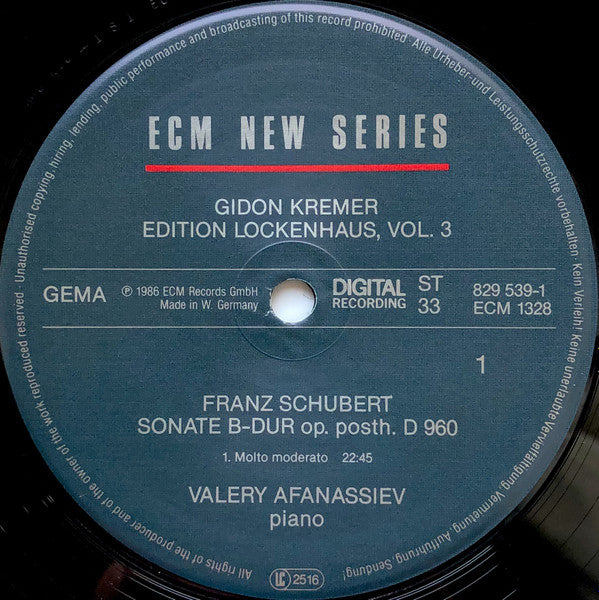 All rights of the producer and of the owner of the work reproduced reserved · Unauthorised copying, hiring, lending, public performance and broadcasting of this record prohibited · Alle Urheber- und Leistungsschutzrechte vorbehalten · Kein Verleih! Keine unerlaubte Vervielfältigung, Vermietung, Aufführung, Sendung!
ECM NEW SERIES
GIDON KREMER
EDITION LOCKENHAUS, VOL. 3
GEMA
℗ 1986 ECM Records GmbH
Made in W. Germany
DIGITAL
RECORDING
ST
33
829 539-1
ECM 1328
1
FRANZ SCHUBERT
SONATE B-DUR op. posth. D 960
1. Molto moderato 22:45
VALERY AFANASSIEV
piano
LC 2516